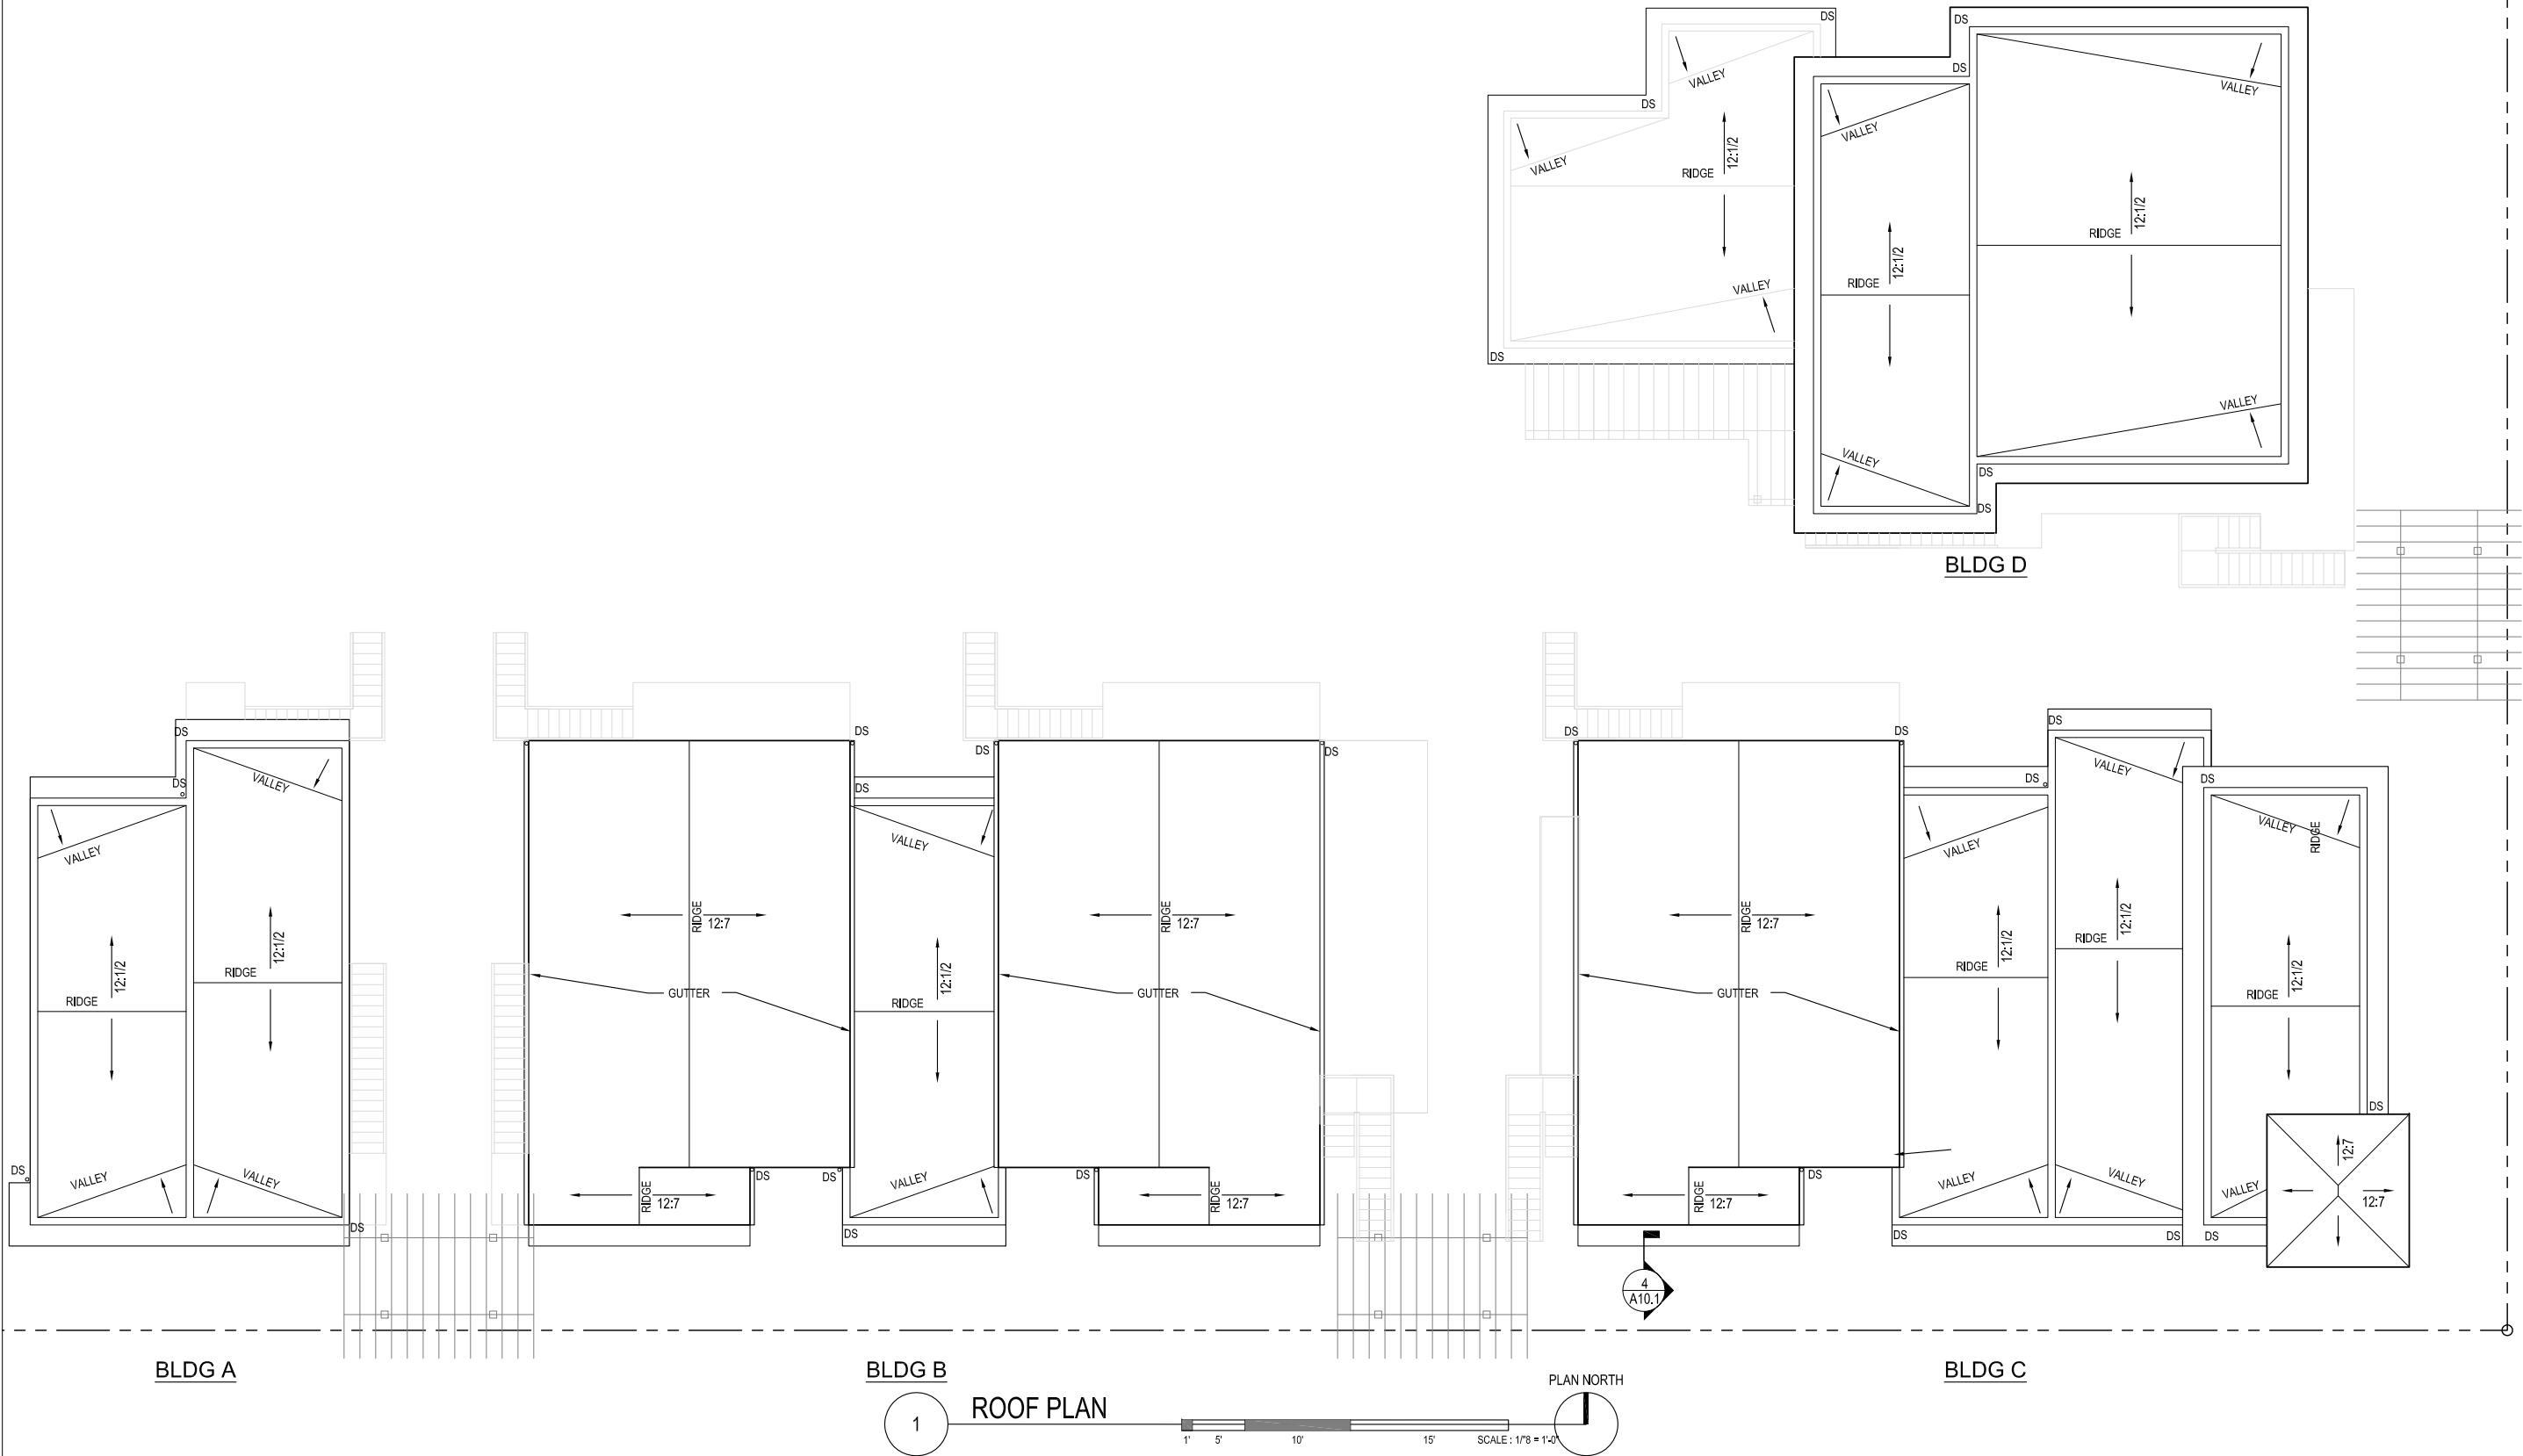 DS
DS
DS
DS
DS
VALLEY
VALLEY
VALLEY
VALLEY
12:1/2
RIDGE
12:1/2
RIDGE
12:1/2
RIDGE
VALLEY
DS
VALLEY
VALLEY
DS
DS
BLDG D
DS
DS
DS
DS
DS
DS
DS
DS
DS
DS
DS
DS
VALLEY
VALLEY
VALLEY
VALLEY
VALLEY
VALLEY
RIDGE
12:1/2
RIDGE
12:1/2
RIDGE
RIDGE
12:7
RIDGE
12:7
12:1/2
RIDGE
GUTTER
GUTTER
RIDGE
12:7
GUTTER
12:1/2
RIDGE
12:1/2
RIDGE
12:1/2
RIDGE
DS
DS
VALLEY
VALLEY
DS
RIDGE
12:7
DS
DS
VALLEY
DS
DS
RIDGE
12:7
RIDGE
12:7
DS
VALLEY
VALLEY
VALLEY
12:7
12:7
DS
DS
DS
4
A10.1
BLDG A
BLDG B
BLDG C
PLAN NORTH
1
ROOF PLAN
1' 5' 10' 15' SCALE : 1/"8 = 1'-0"